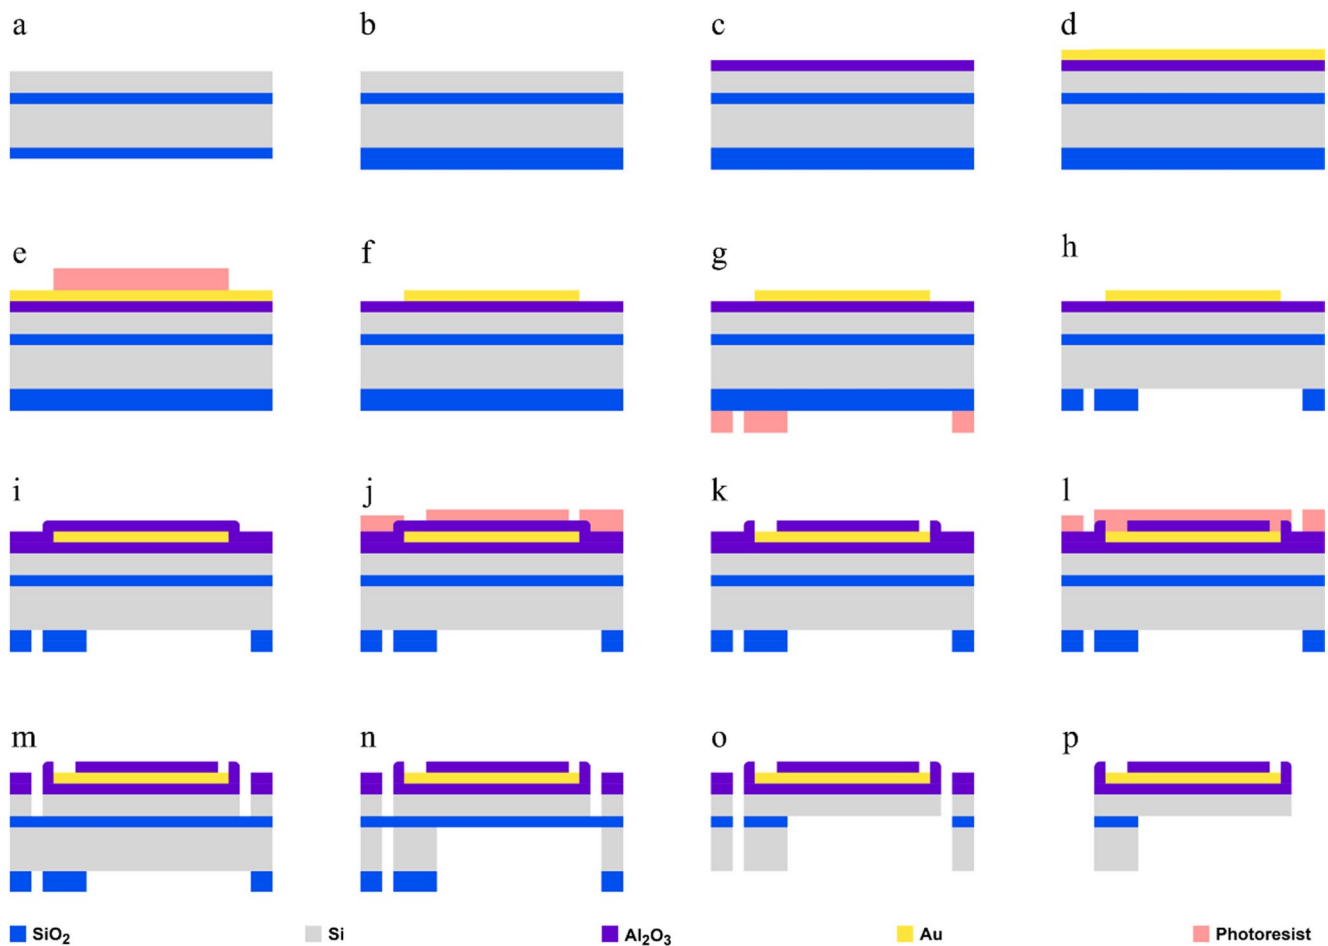 a b c d
e f g h
i j k l
m n o p
SiO₂ Si Al₂O₃ Au Photoresist